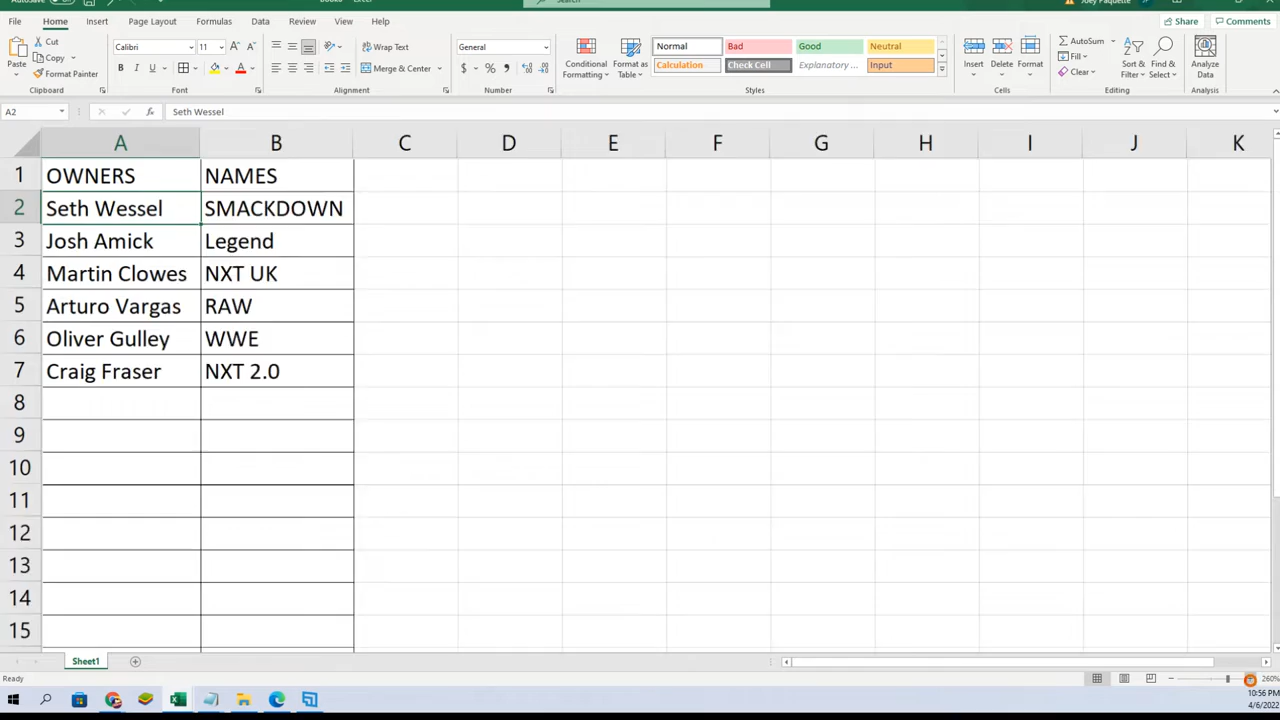 File Home Insert Page Layout Formulas Data Review View Help Share Comments
Cut Calibri 11 Wrap Text General Normal Bad Good Neutral AutoSum
Copy Conditional Format as Insert Delete Format Sort & Find & Analyze
Paste Format Painter Merge & Center Formatting Table Calculation Check Cell Explanatory ... Input Fill Clear Filter Select Data
Clipboard Font Alignment Number Styles Cells Editing Analysis
A2 Seth Wessel
A B C D E F G H I J K
1 OWNERS NAMES
2 Seth Wessel SMACKDOWN
3 Josh Amick Legend
4 Martin Clowes NXT UK
5 Arturo Vargas RAW
6 Oliver Gulley WWE
7 Craig Fraser NXT 2.0
8
9
10
11
12
13
14
15
Sheet1
Ready 260%
10:56 PM
4/6/2022